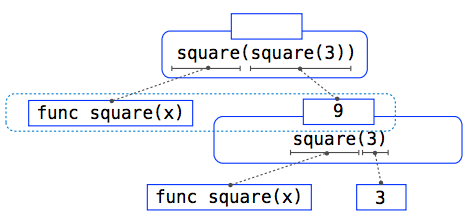 square(square(3))
func square(x)
9
square(3)
func square(x)
3